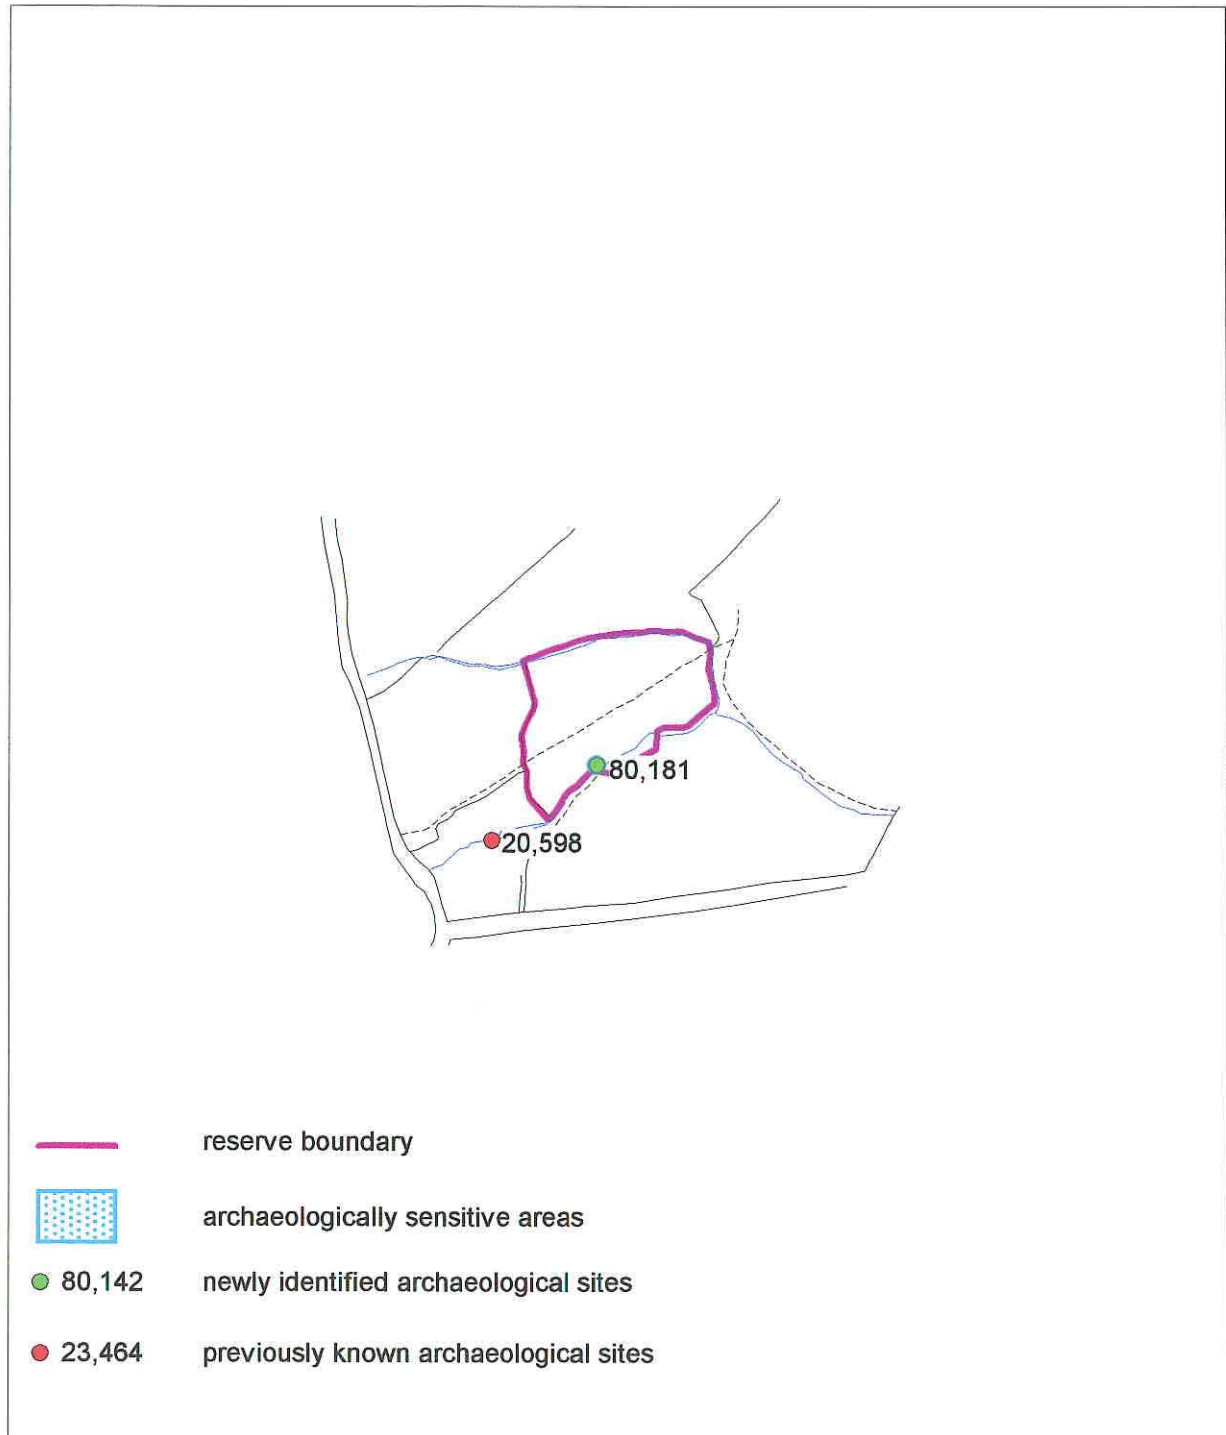 80,181
20,598
reserve boundary
archaeologically sensitive areas
80,142 newly identified archaeological sites
23,464 previously known archaeological sites